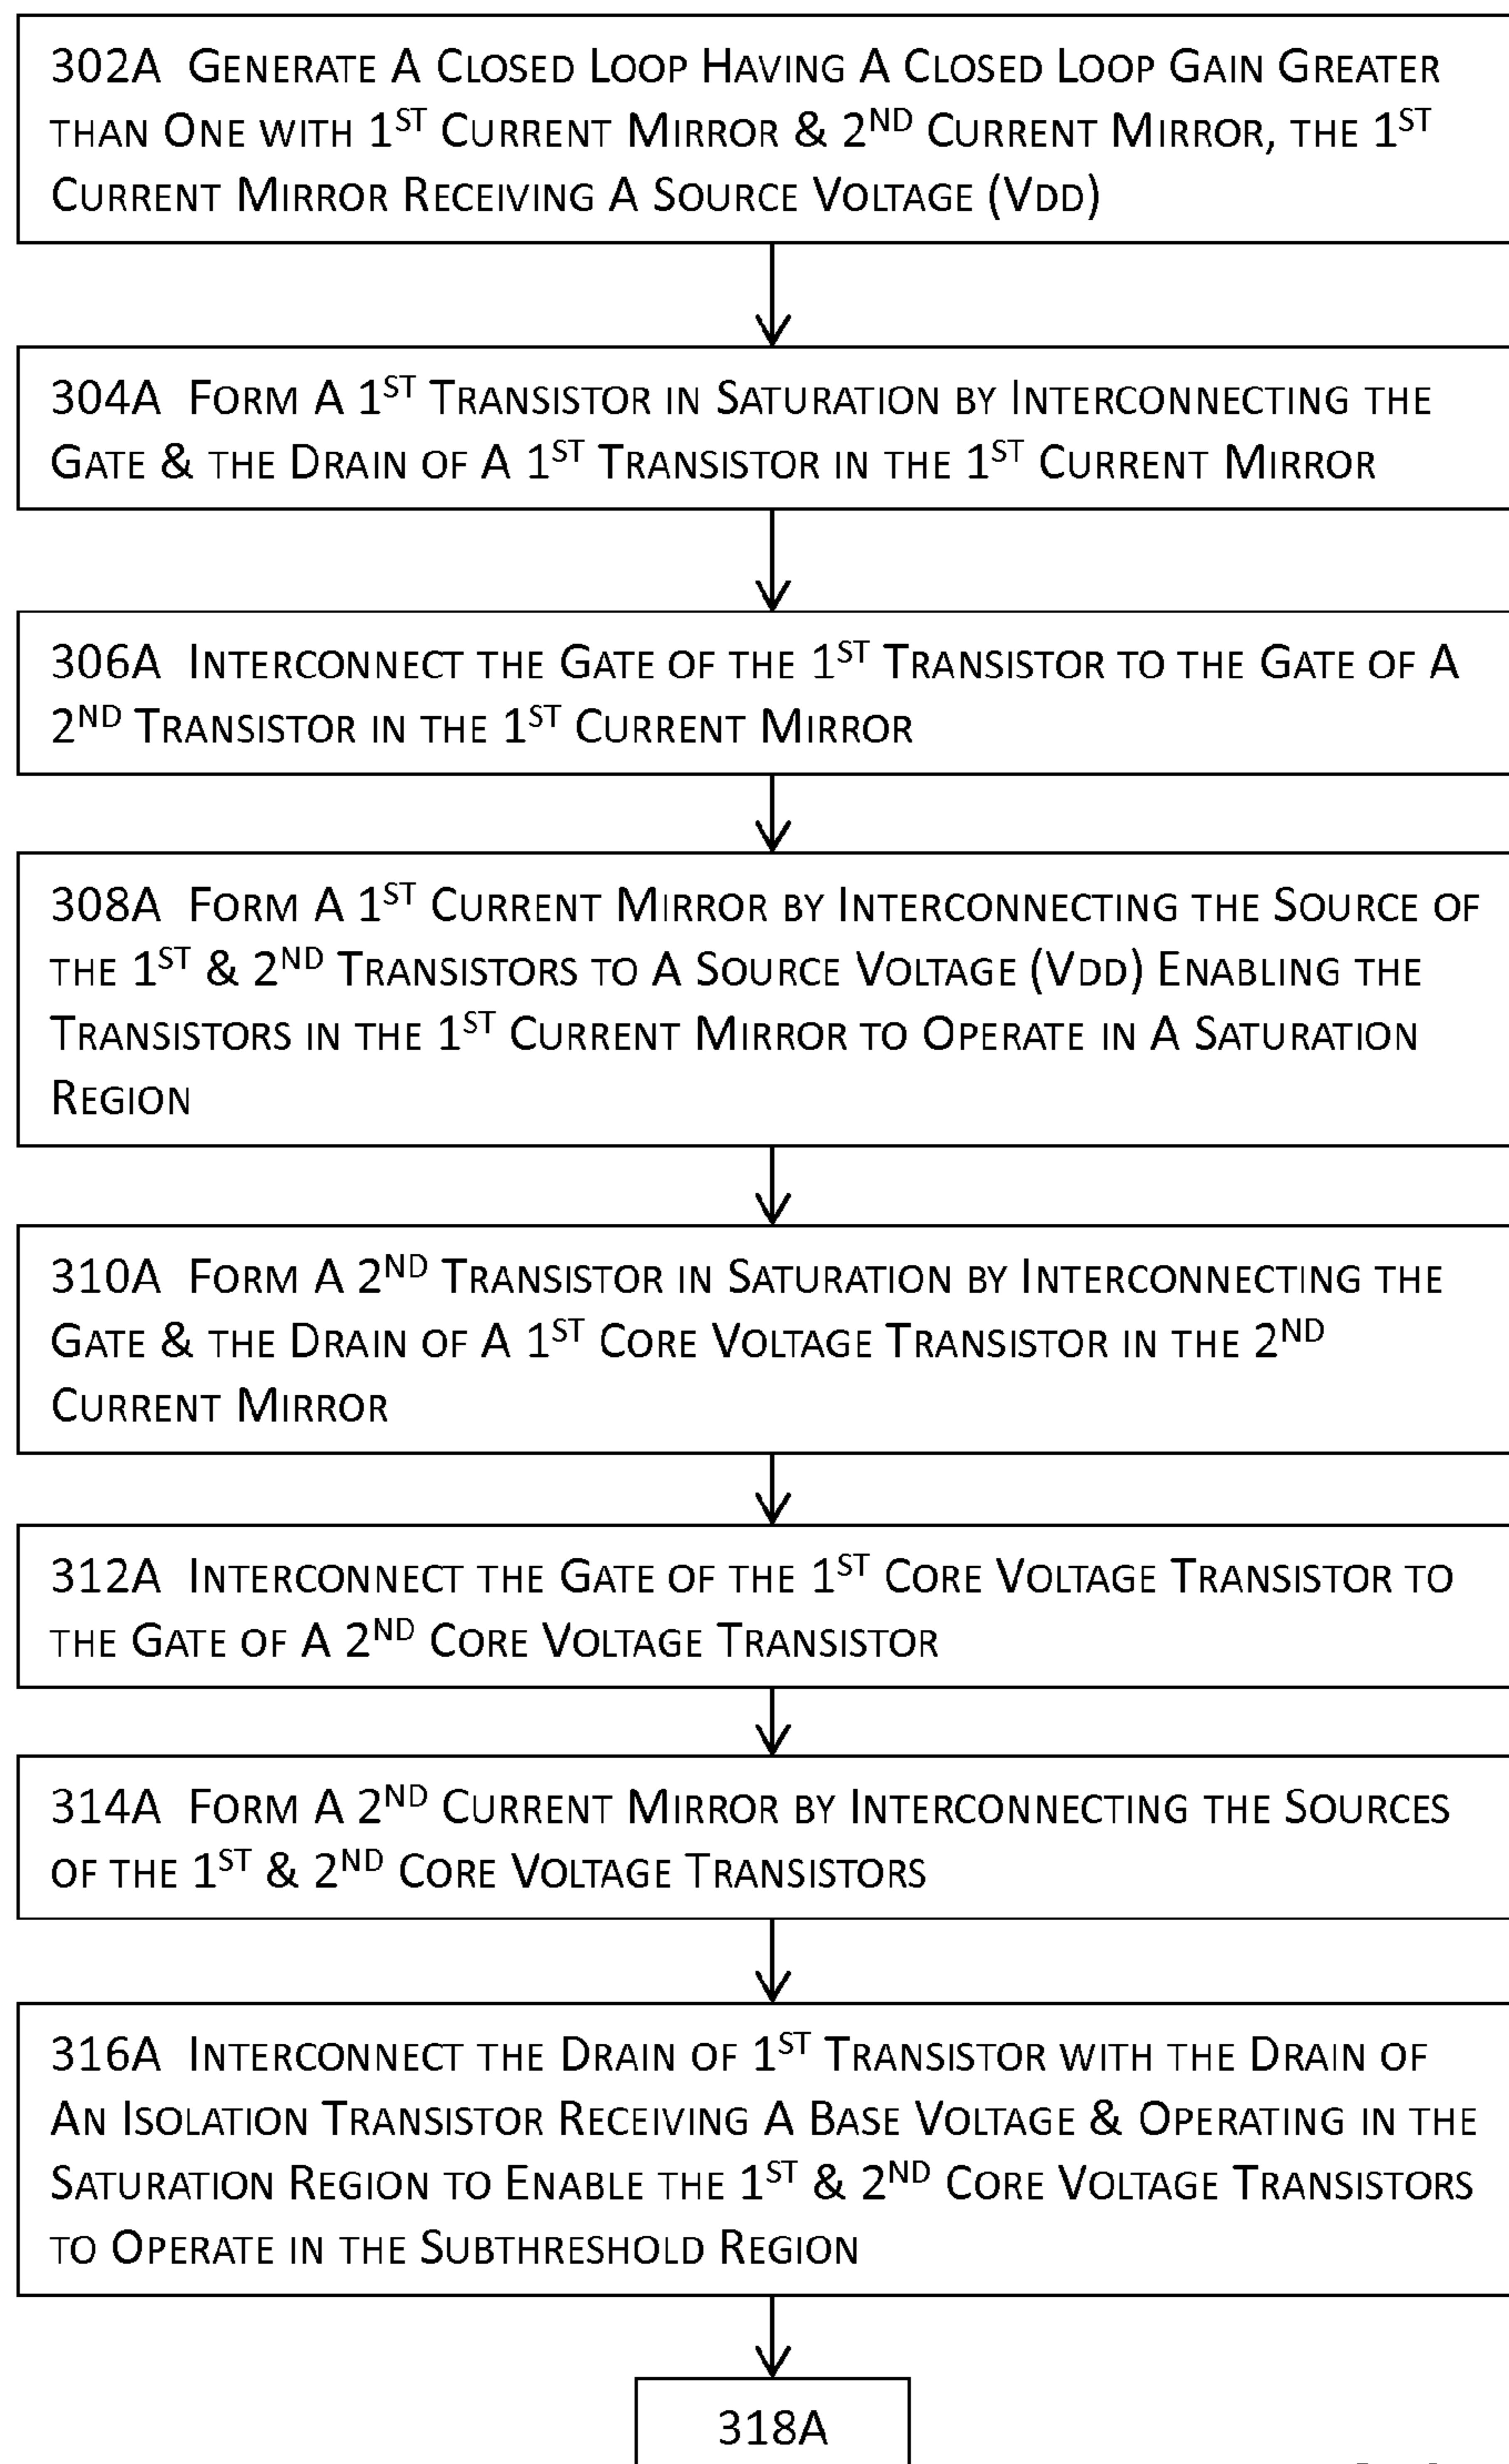 302A Generate A Closed Loop Having A Closed Loop Gain Greater
than One with 1st Current Mirror & 2nd Current Mirror, the 1st
Current Mirror Receiving A Source Voltage (Vdd)
304A Form A 1st Transistor in Saturation by Interconnecting the
Gate & the Drain of A 1st Transistor in the 1st Current Mirror
306A Interconnect the Gate of the 1st Transistor to the Gate of A
2nd Transistor in the 1st Current Mirror
308A Form A 1st Current Mirror by Interconnecting the Source of
the 1st & 2nd Transistors to A Source Voltage (Vdd) Enabling the
Transistors in the 1st Current Mirror to Operate in A Saturation
Region
310A Form A 2nd Transistor in Saturation by Interconnecting the
Gate & the Drain of A 1st Core Voltage Transistor in the 2nd
Current Mirror
312A Interconnect the Gate of the 1st Core Voltage Transistor to
the Gate of A 2nd Core Voltage Transistor
314A Form A 2nd Current Mirror by Interconnecting the Sources
of the 1st & 2nd Core Voltage Transistors
316A Interconnect the Drain of 1st Transistor with the Drain of
An Isolation Transistor Receiving A Base Voltage & Operating in the
Saturation Region to Enable the 1st & 2nd Core Voltage Transistors
to Operate in the Subthreshold Region
318A